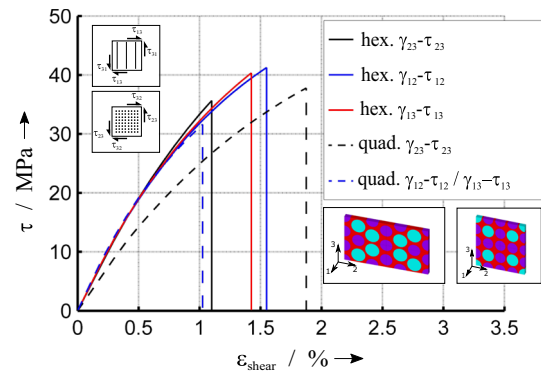 τ / MPa
50
40
30
20
10
0
0
0.5
1
1.5
2
2.5
3
3.5
ε_shear / %
τ₁₃
τ₃₁
τ₃₁
τ₁₃
τ₃₂
τ₂₃
τ₂₃
τ₃₂
hex. γ₂₃-τ₂₃
hex. γ₁₂-τ₁₂
hex. γ₁₃-τ₁₃
quad. γ₂₃-τ₂₃
quad. γ₁₂-τ₁₂ / γ₁₃–τ₁₃
3
2
1
3
2
1